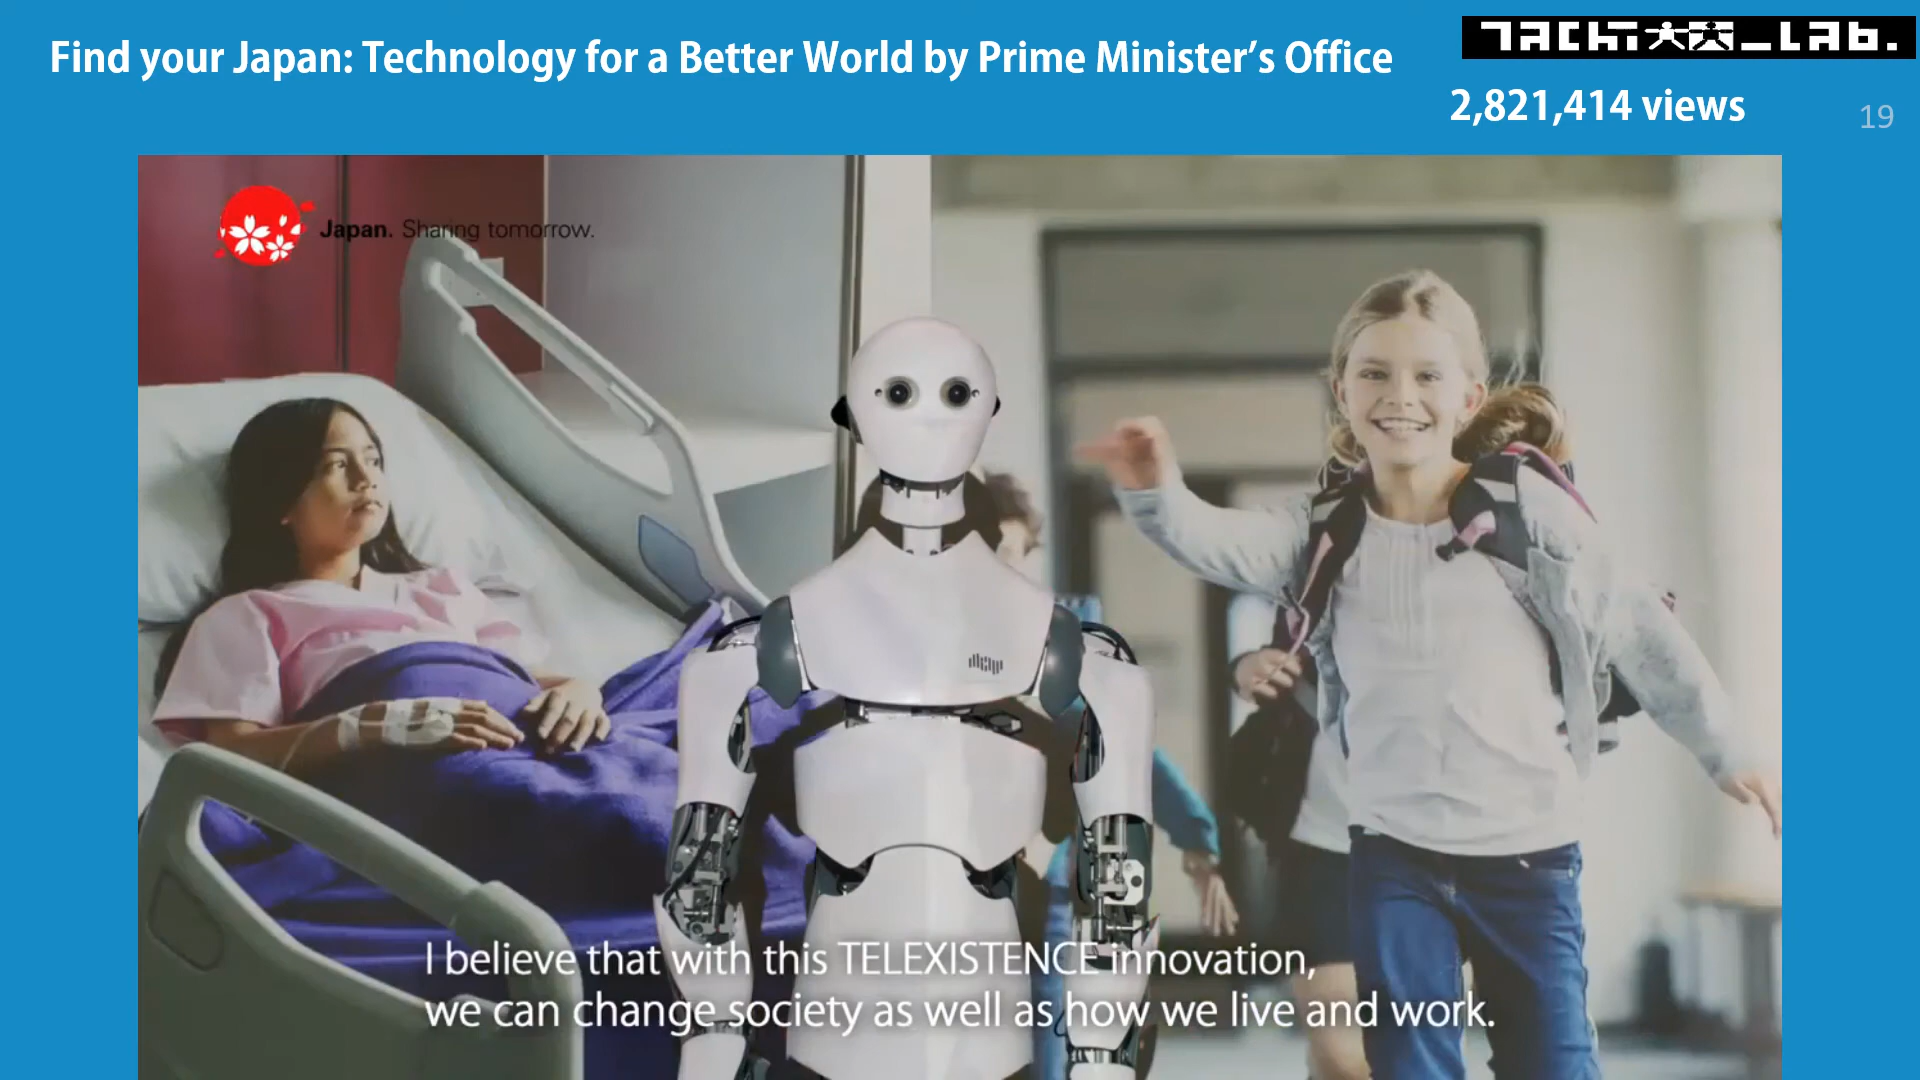 Find your Japan: Technology for a Better World by Prime Minister's Office
TACHI_LAB.
2,821,414 views
19
Japan. Sharing tomorrow.
I believe that with this TELEXISTENCE innovation,
we can change society as well as how we live and work.